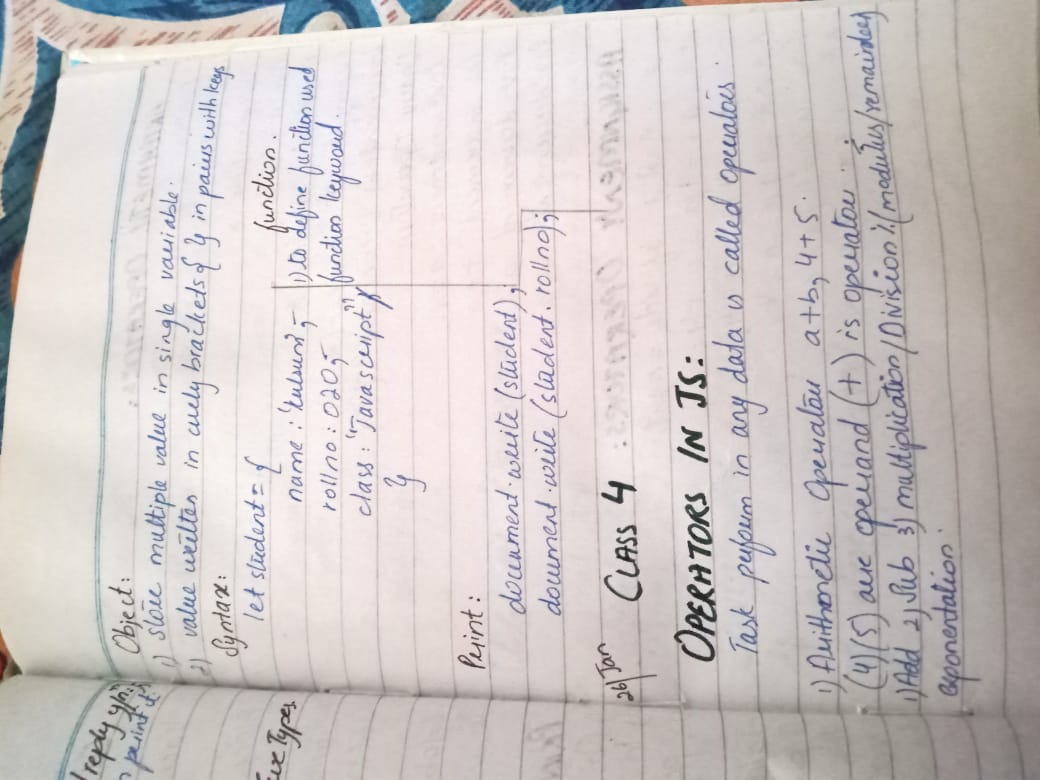 Object:
1) store multiple value in single variable.
2) value written in curly brackets { } in pairs with keys
Syntax:
let student = {
name : "kulsum",
rollno : 020,
class : "Javascript"
}
function.
1) to define function used
function keyword.
Print:
document.write (student);
document.write (student.rollno);
26/Jan CLASS 4
OPERATORS IN JS:
Task perform in any data is called operators.
1) Arithmetic Operator a+b, 4+5.
(4)(5) are operand (+) is operator.
1) Add 2) Sub 3) multiplication/Division % (modulus/remainder)
exponentation.
reply y/n:
print it
Types